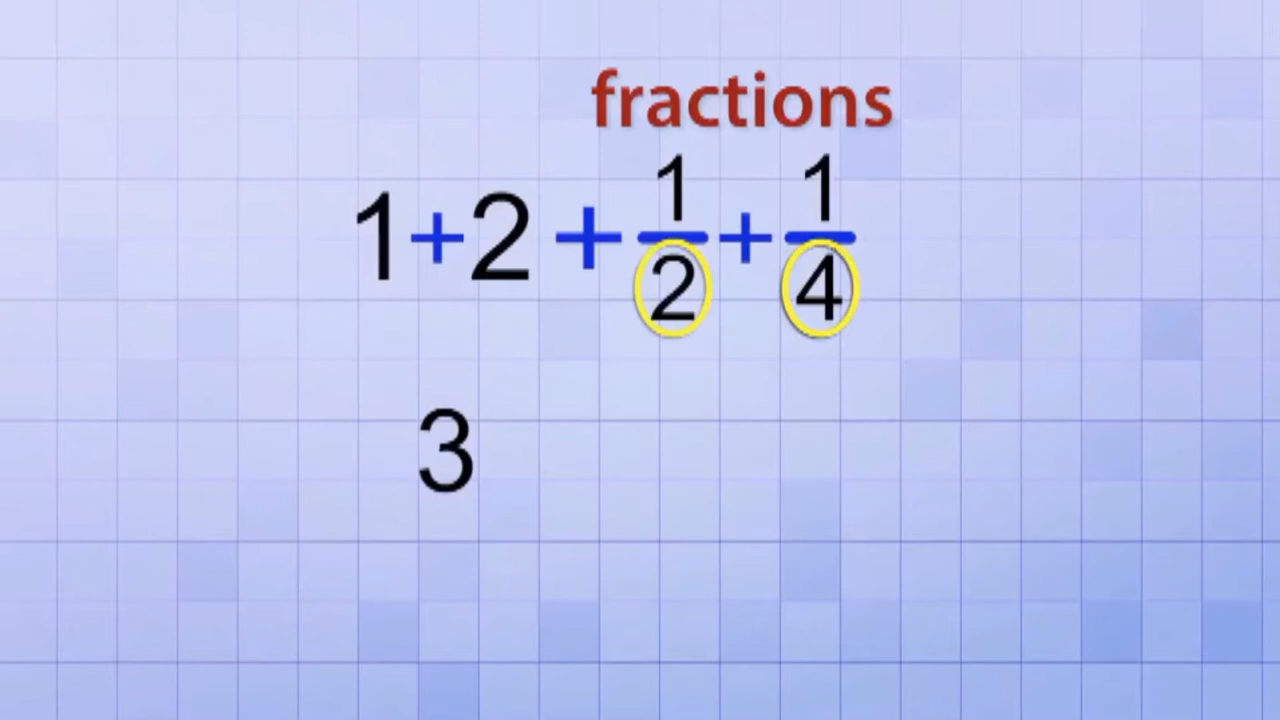 fractions
1+2 + 1/2 + 1/4
3